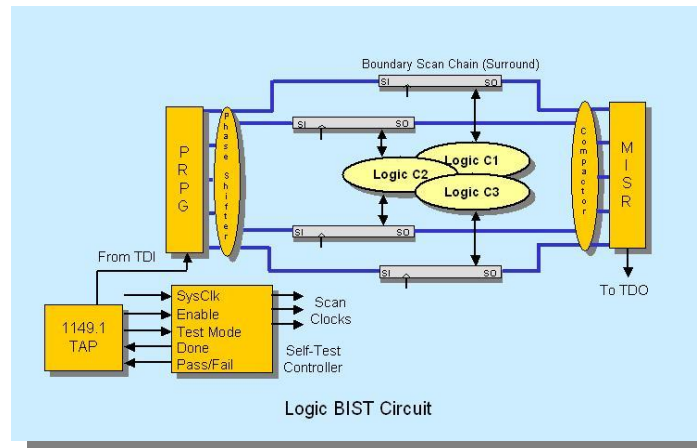 Boundary Scan Chain (Surround)
SI SO
SI SO
PRPG
Phase Shifter
Logic C1
Logic C2
Logic C3
Compactor
MISR
SI SO
SI SO
From TDI
To TDO
1149.1
TAP
SysClk
Enable
Test Mode
Done
Pass/Fail
Scan
Clocks
Self-Test
Controller
Logic BIST Circuit